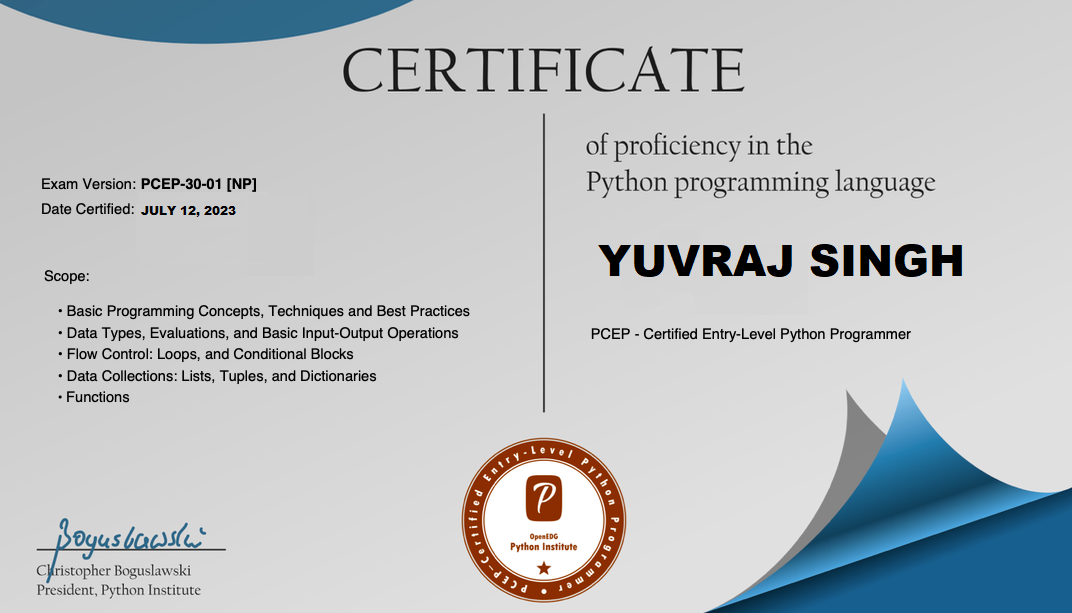 CERTIFICATE
of proficiency in the
Python programming language
Exam Version: PCEP-30-01 [NP]
Date Certified: JULY 12, 2023
YUVRAJ SINGH
PCEP - Certified Entry-Level Python Programmer
Scope:
• Basic Programming Concepts, Techniques and Best Practices
• Data Types, Evaluations, and Basic Input-Output Operations
• Flow Control: Loops, and Conditional Blocks
• Data Collections: Lists, Tuples, and Dictionaries
• Functions
Boguslawski
Christopher Boguslawski
President, Python Institute
PCEP-Certified Entry-Level Python Programmer
P
OpenEDG
Python Institute